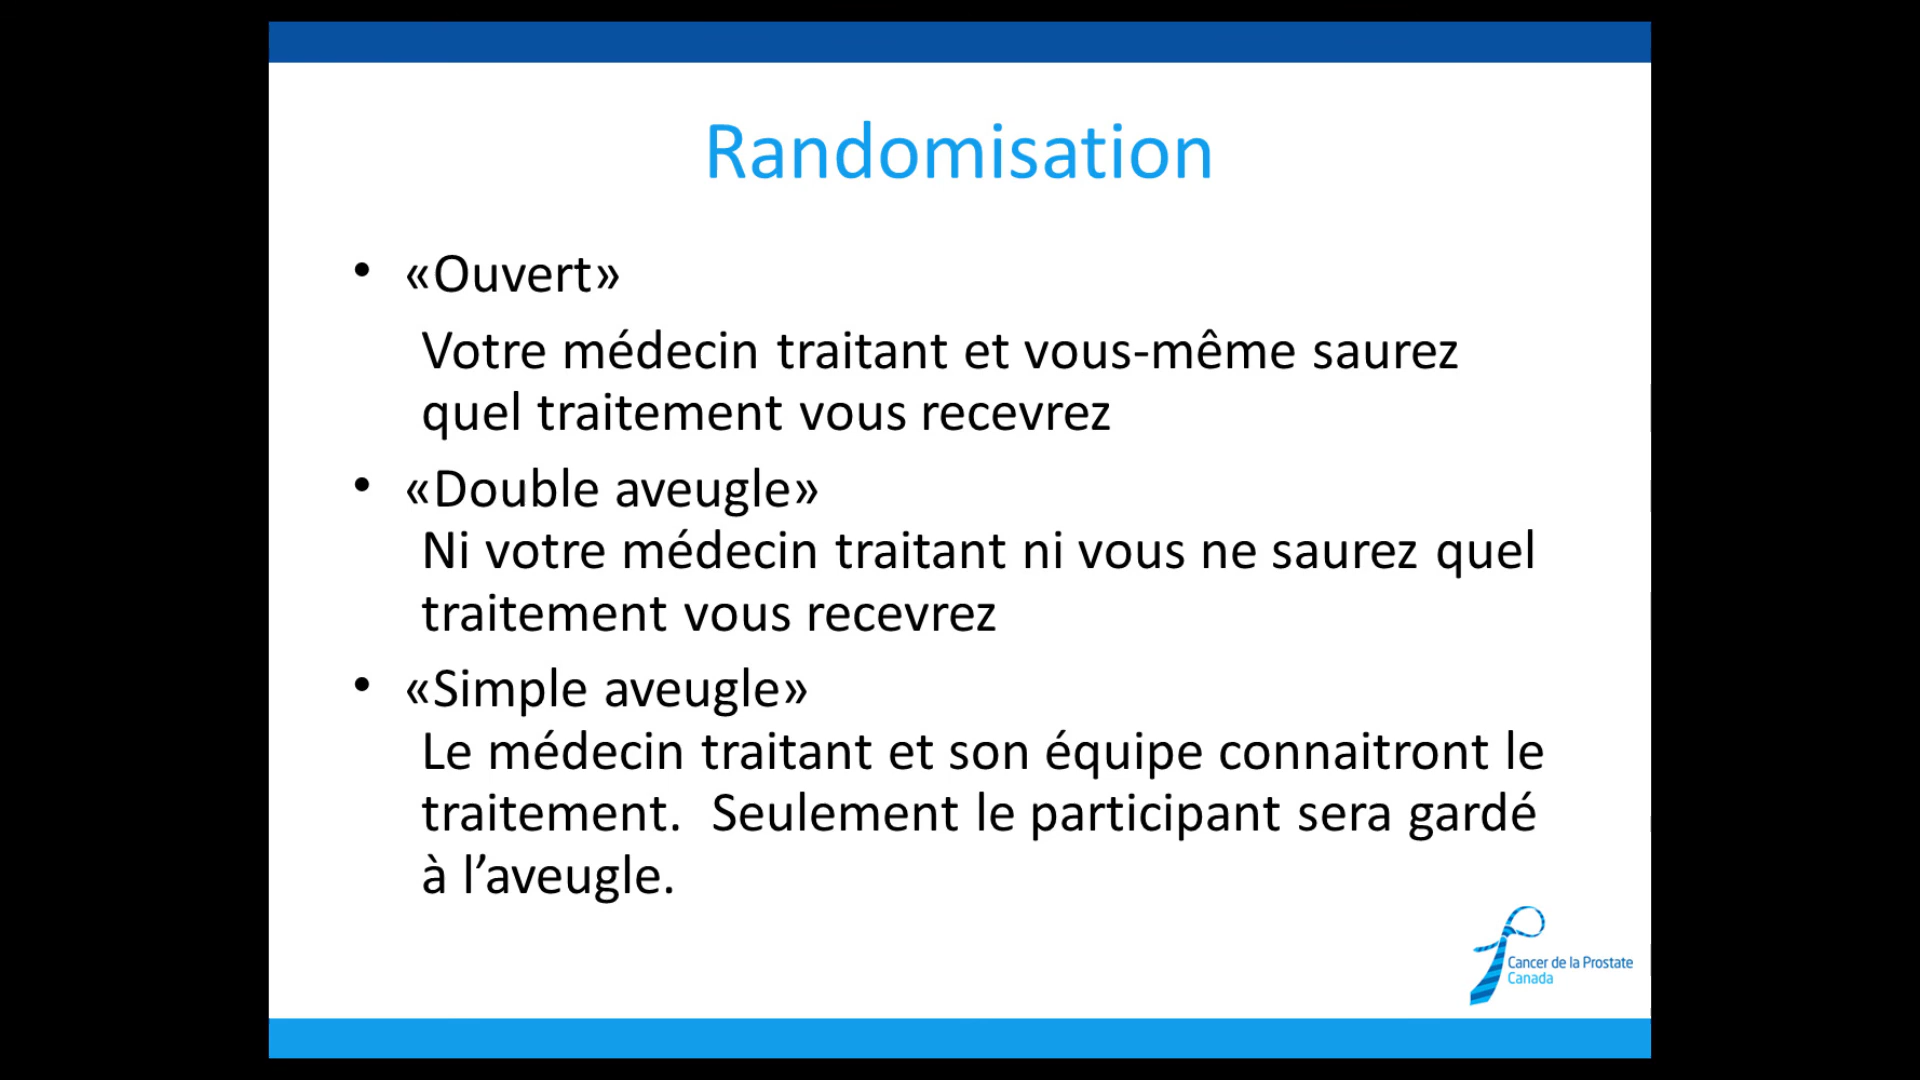 Randomisation
• «Ouvert»
Votre médecin traitant et vous-même saurez
quel traitement vous recevrez
• «Double aveugle»
Ni votre médecin traitant ni vous ne saurez quel
traitement vous recevrez
• «Simple aveugle»
Le médecin traitant et son équipe connaitront le
traitement.  Seulement le participant sera gardé
à l’aveugle.
Cancer de la Prostate
Canada